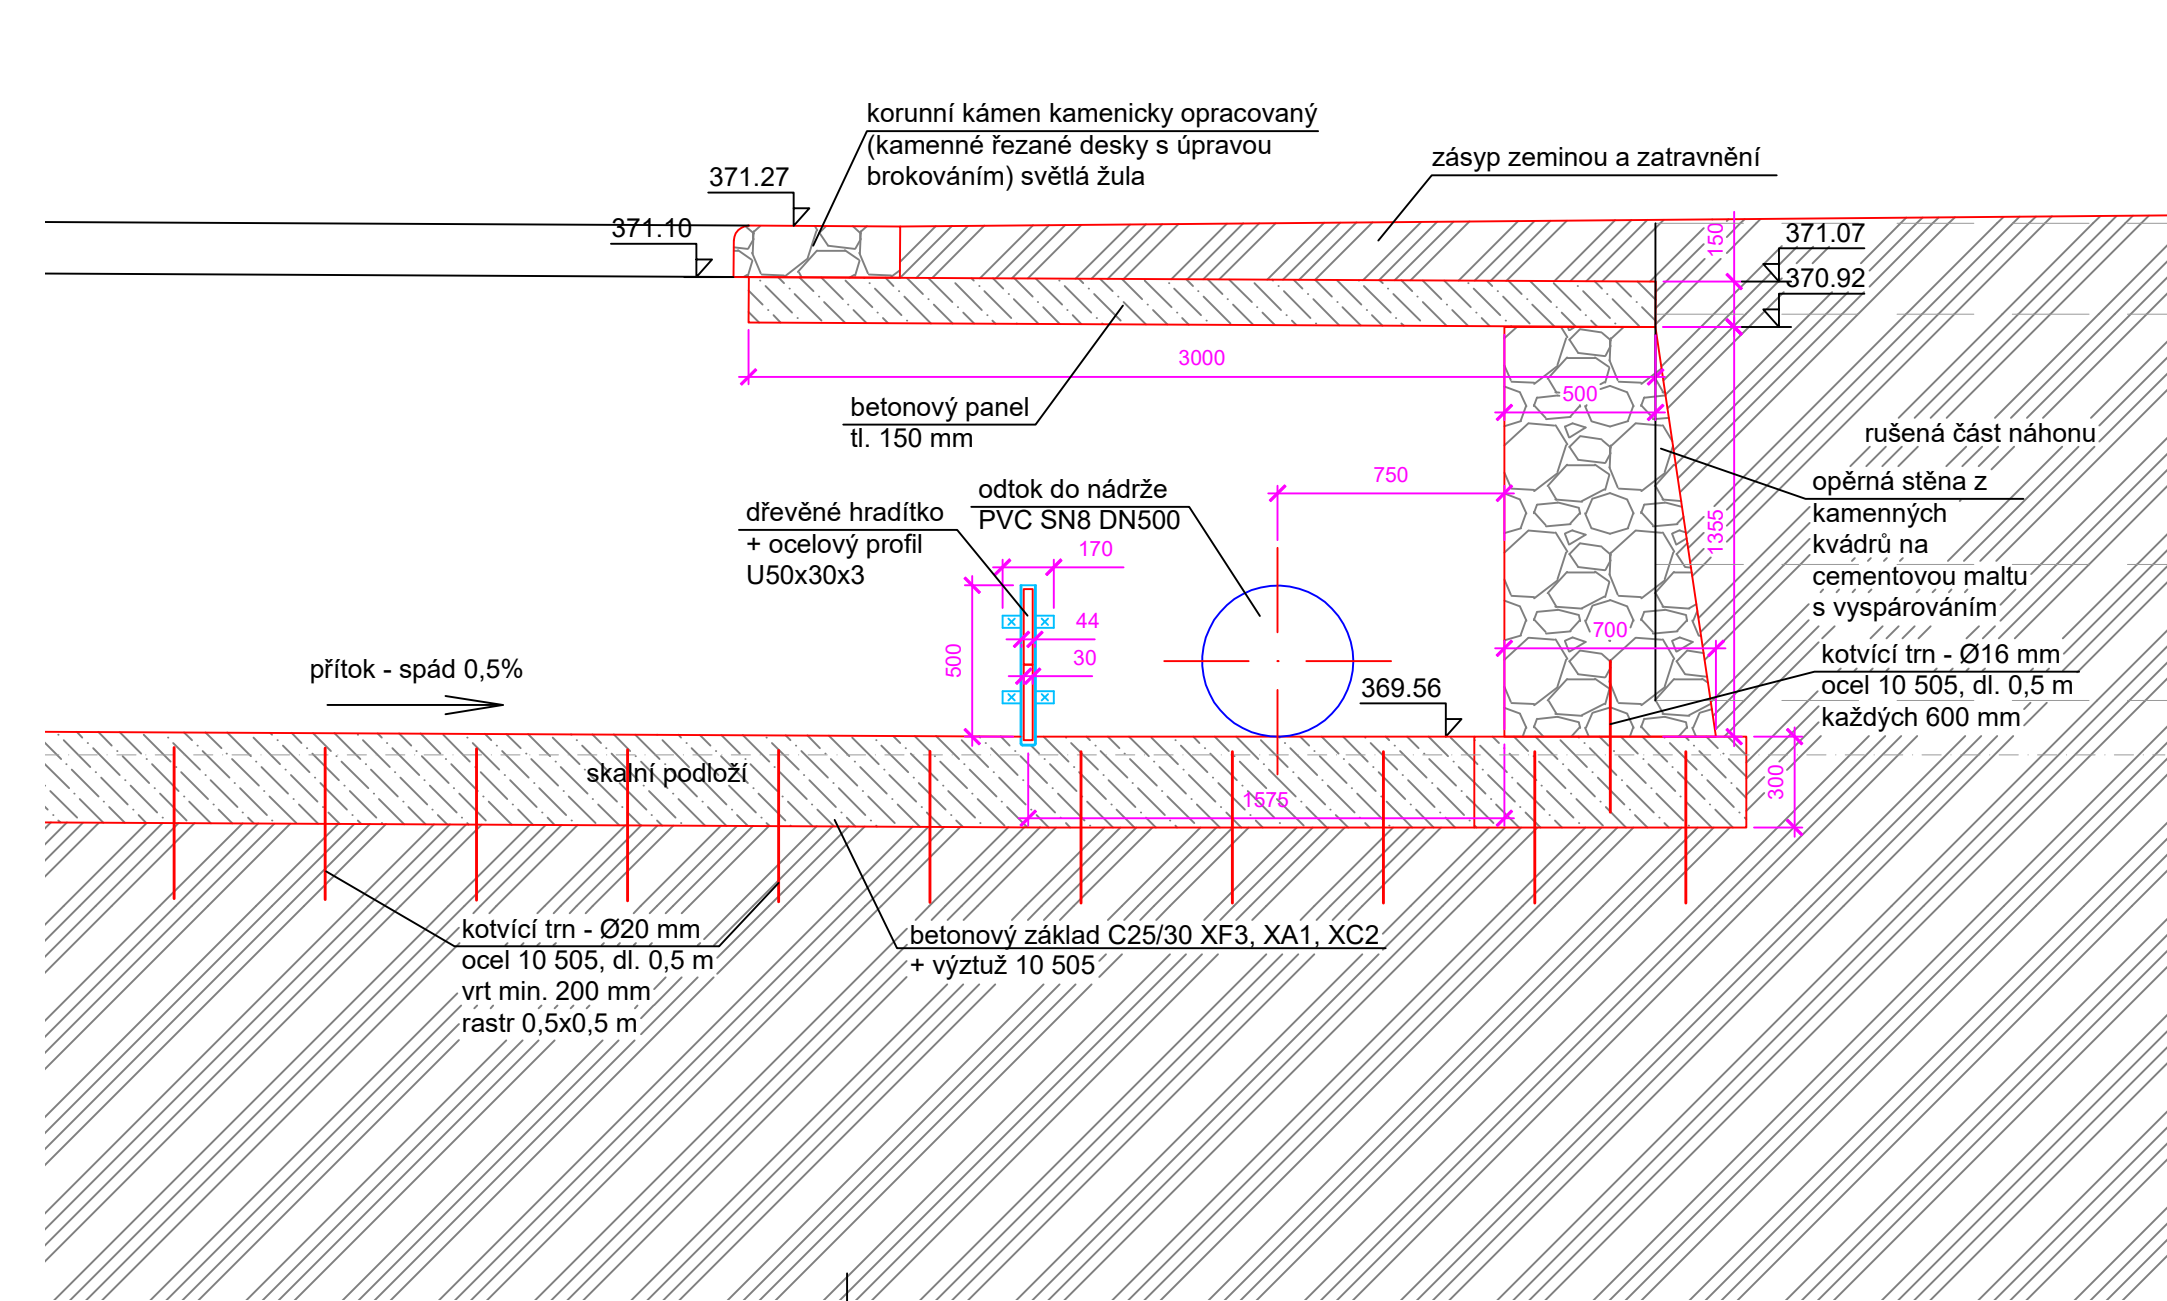 korunní kámen kamenicky opracovaný
(kamenné řezané desky s úpravou
brokováním) světlá žula
zásyp zeminou a zatravnění
371.27
371.10
150
371.07
370.92
3000
500
betonový panel
tl. 150 mm
rušená část náhonu
750
opěrná stěna z
kamenných
kvádrů na
cementovou maltu
s vyspárováním
odtok do nádrže
PVC SN8 DN500
dřevěné hradítko
+ ocelový profil
U50x30x3
170
1355
44
700
30
500
kotvící trn - Ø16 mm
ocel 10 505, dl. 0,5 m
každých 600 mm
přítok - spád 0,5%
369.56
skalní podloží
300
1575
kotvící trn - Ø20 mm
ocel 10 505, dl. 0,5 m
vrt min. 200 mm
rastr 0,5x0,5 m
betonový základ C25/30 XF3, XA1, XC2
+ výztuž 10 505